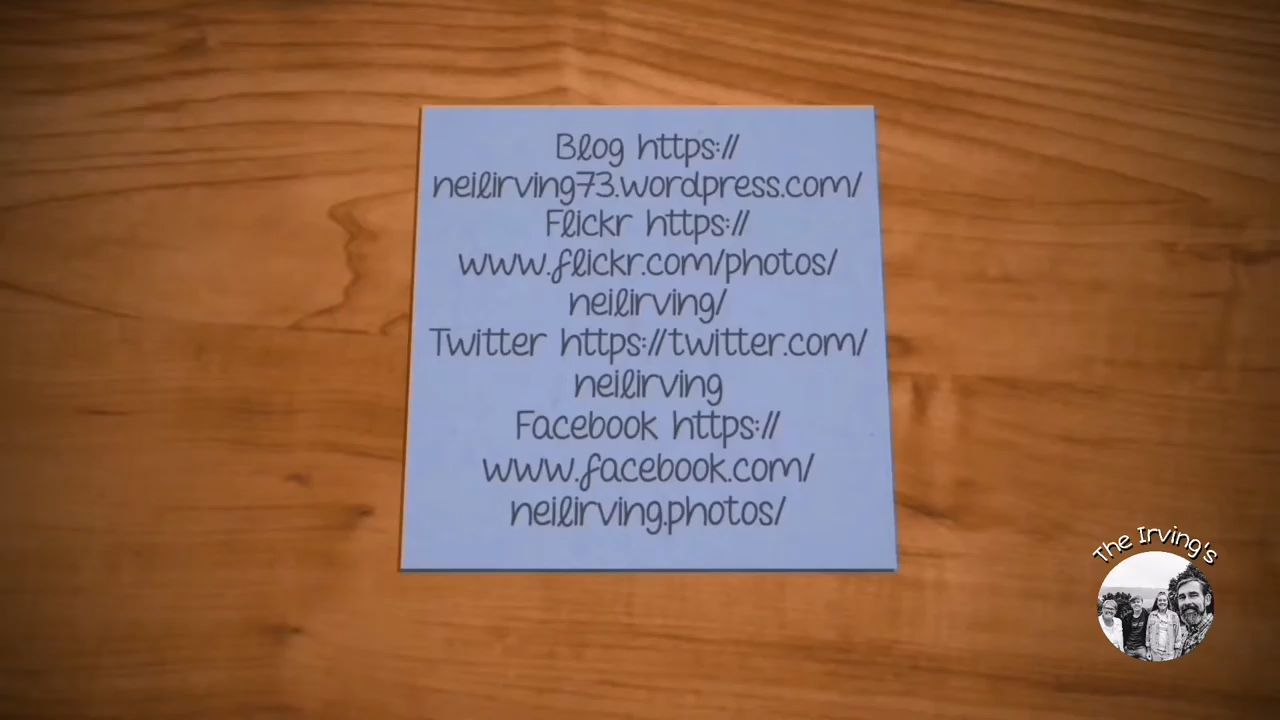 Blog https://
neilirving73.wordpress.com/
Flickr https://
www.flickr.com/photos/
neilirving/
Twitter https://twitter.com/
neilirving
Facebook https://
www.facebook.com/
neilirving.photos/
The Irving's